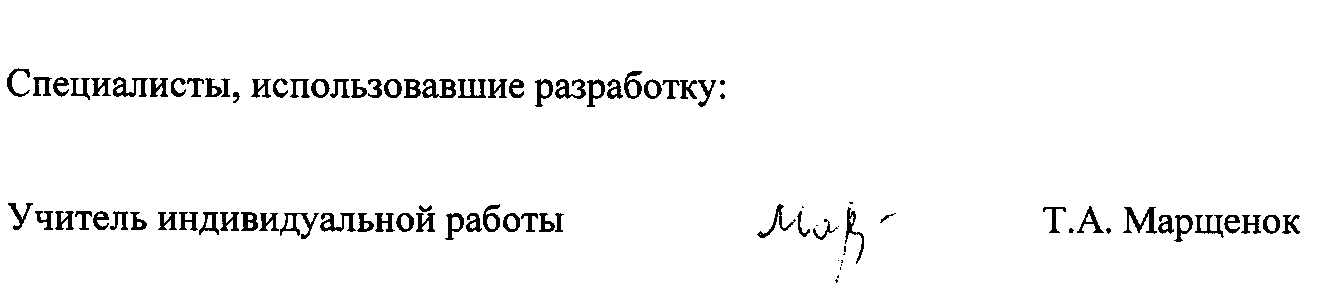 Специалисты, использовавшие разработку:
Учитель индивидуальной работы Т.А. Марщенок